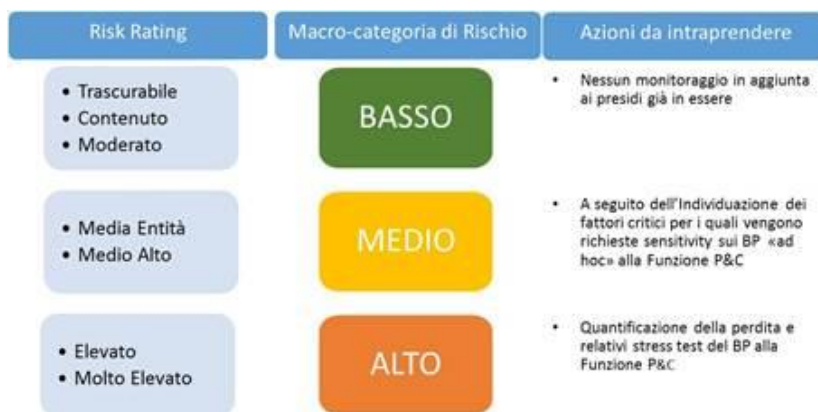 Risk Rating
Macro-categoria di Rischio
Azioni da intraprendere
• Trascurabile
• Contenuto
• Moderato
BASSO
• Nessun monitoraggio in aggiunta
ai presidi già in essere
• Media Entità
• Medio Alto
MEDIO
• A seguito dell'Individuazione dei
fattori critici per i quali vengono
richieste sensitivity sui BP «ad
hoc» alla Funzione P&C
• Elevato
• Molto Elevato
ALTO
• Quantificazione della perdita e
relativi stress test del BP alla
Funzione P&C